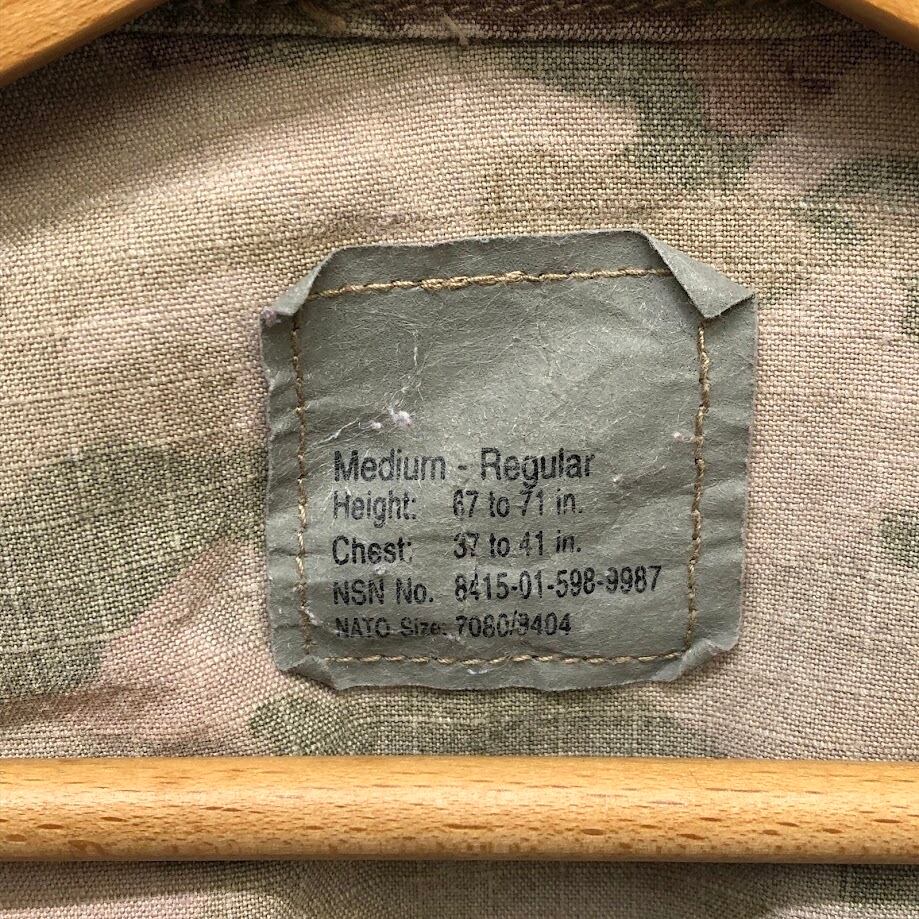 Medium - Regular
Height: 67 to 71 in.
Chest: 37 to 41 in.
NSN No. 8415-01-598-9987
NATO Size: 7080/9404